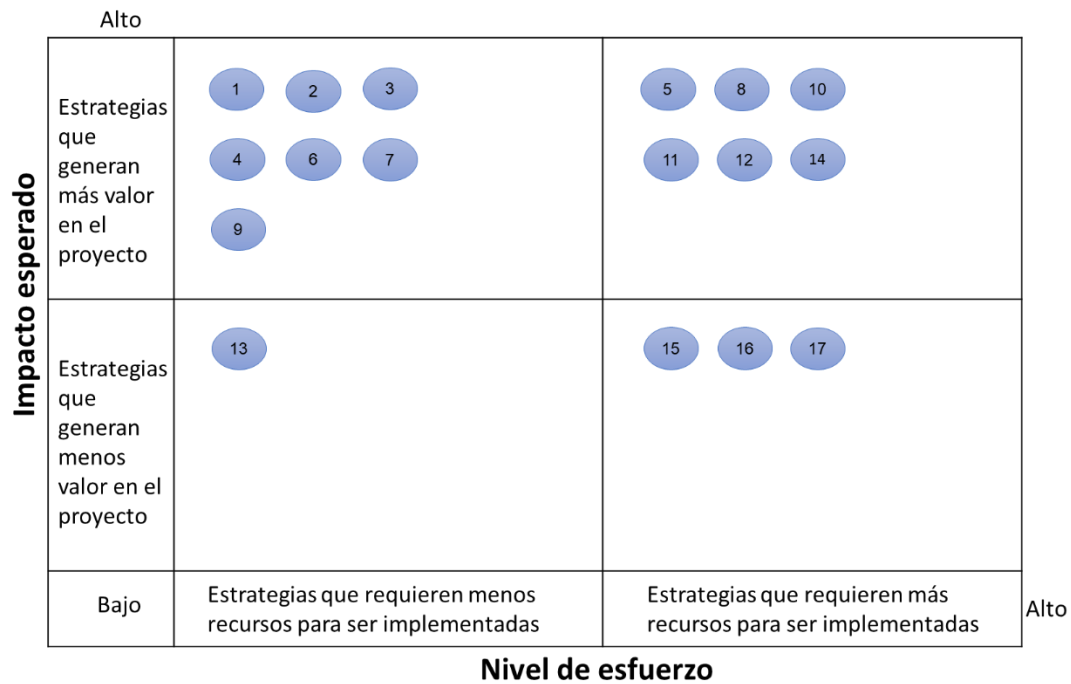 Alto
Impacto esperado
Estrategias
que
generan
más valor
en el
proyecto
1 2 3
4 6 7
9
5 8 10
11 12 14
Estrategias
que
generan
menos
valor en el
proyecto
13
15 16 17
Bajo
Estrategias que requieren menos
recursos para ser implementadas
Estrategias que requieren más
recursos para ser implementadas
Alto
Nivel de esfuerzo